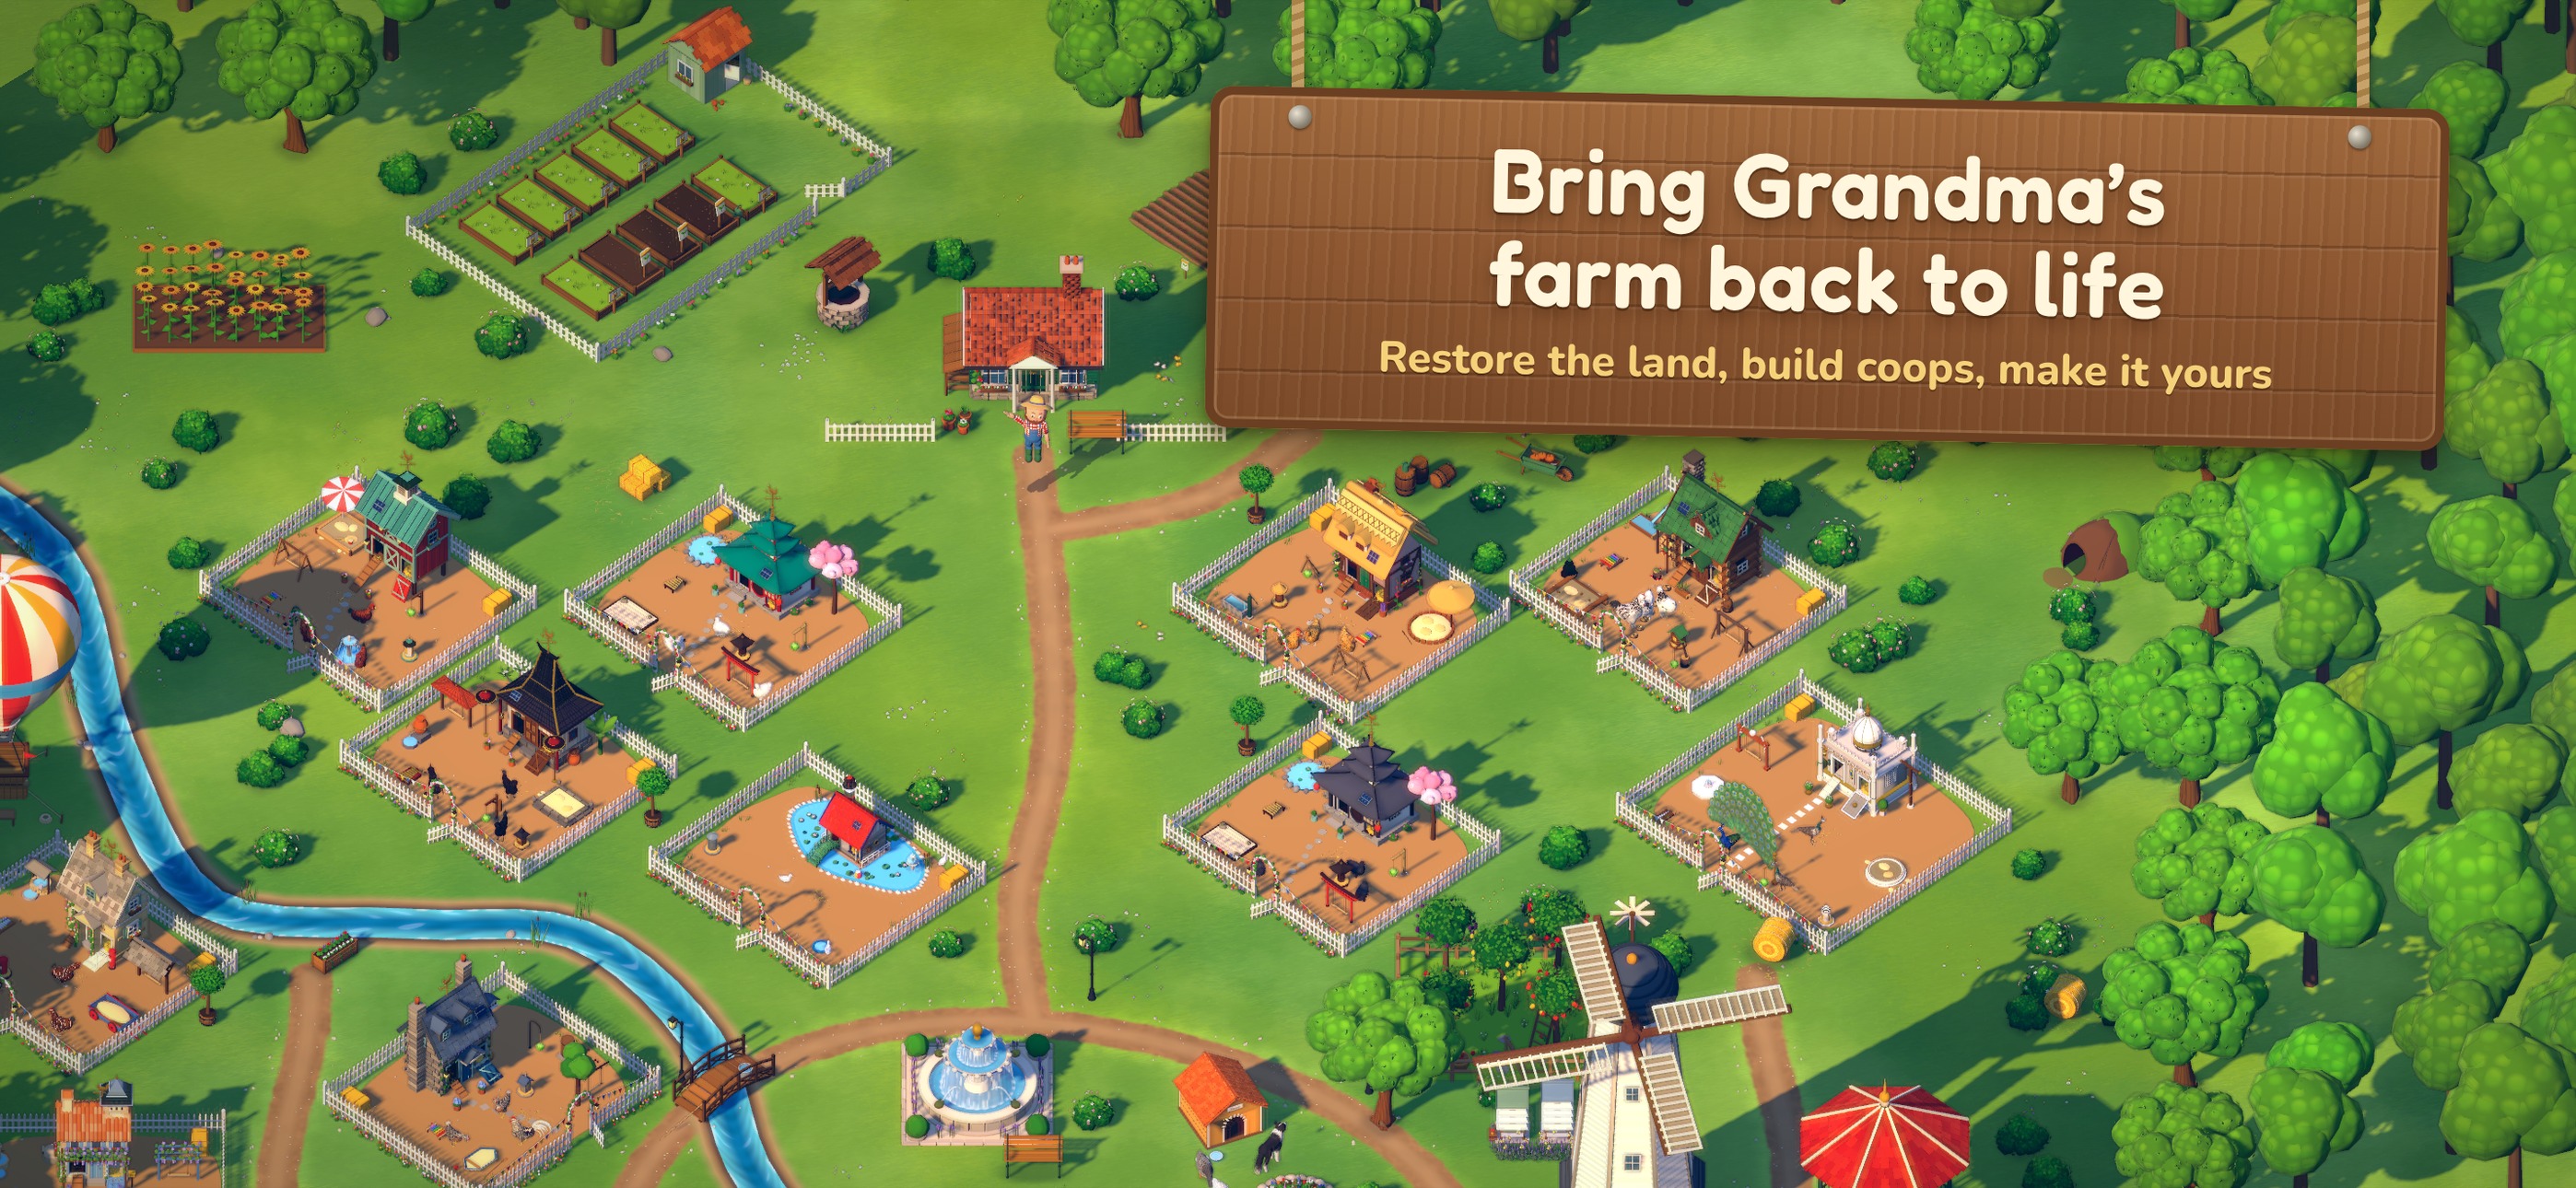 Bring Grandma’s
farm back to life
Restore the land, build coops, make it yours